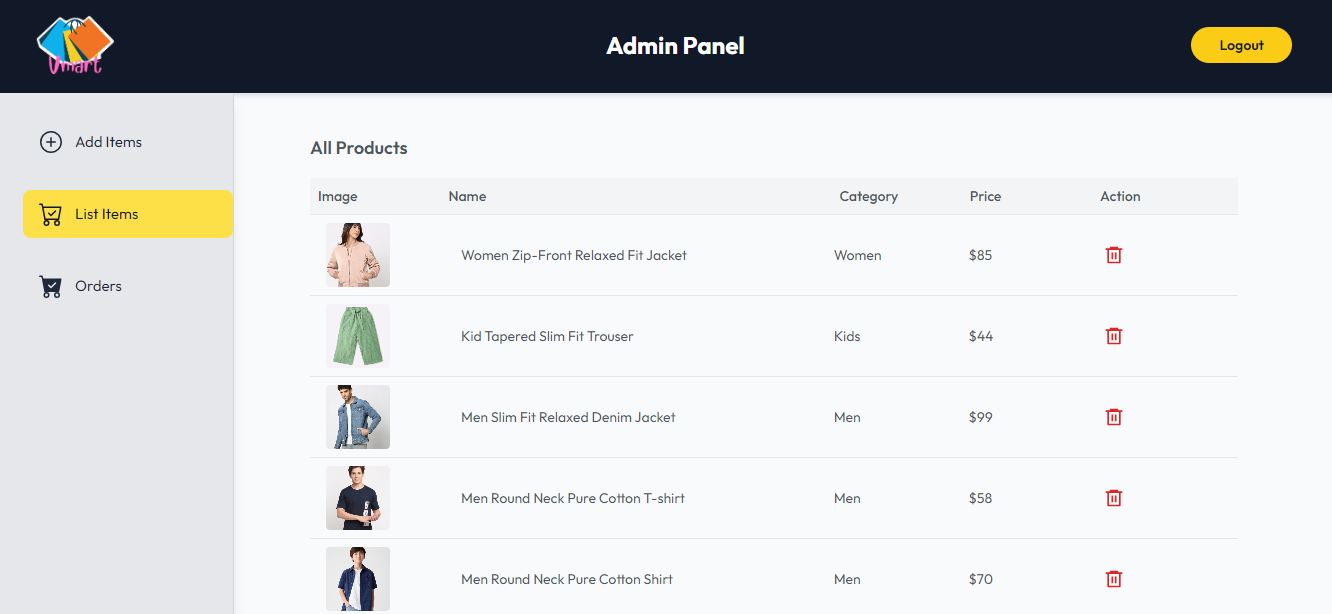 Vmart
Admin Panel
Logout
Add Items
List Items
Orders
All Products
Image Name Category Price Action
Women Zip-Front Relaxed Fit Jacket Women $85
Kid Tapered Slim Fit Trouser Kids $44
Men Slim Fit Relaxed Denim Jacket Men $99
Men Round Neck Pure Cotton T-shirt Men $58
Men Round Neck Pure Cotton Shirt Men $70